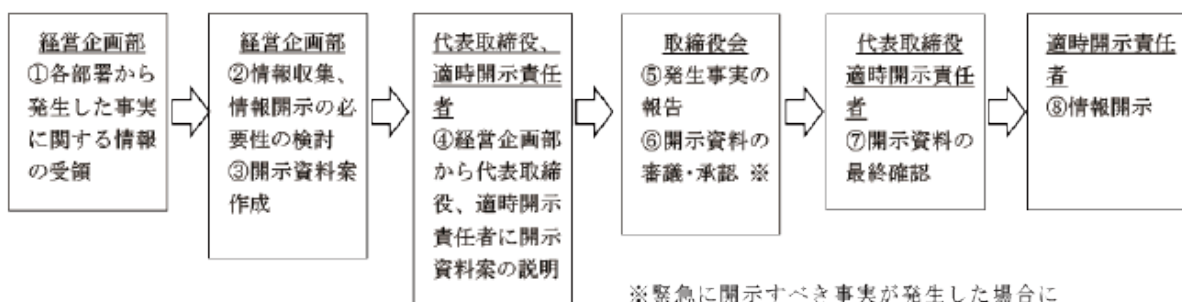 経営企画部
①各部署から
発生した事実
に関する情報
の受領
経営企画部
②情報収集、
情報開示の必
要性の検討
③開示資料案
作成
代表取締役、
適時開示責任
者
④経営企画部
から代表取締
役、適時開示
責任者に開示
資料案の説明
取締役会
⑤発生事実の
報告
⑥開示資料の
審議・承認 ※
代表取締役
適時開示責任
者
⑦開示資料の
最終確認
適時開示責任
者
⑧情報開示
※緊急に開示すべき事実が発生した場合に